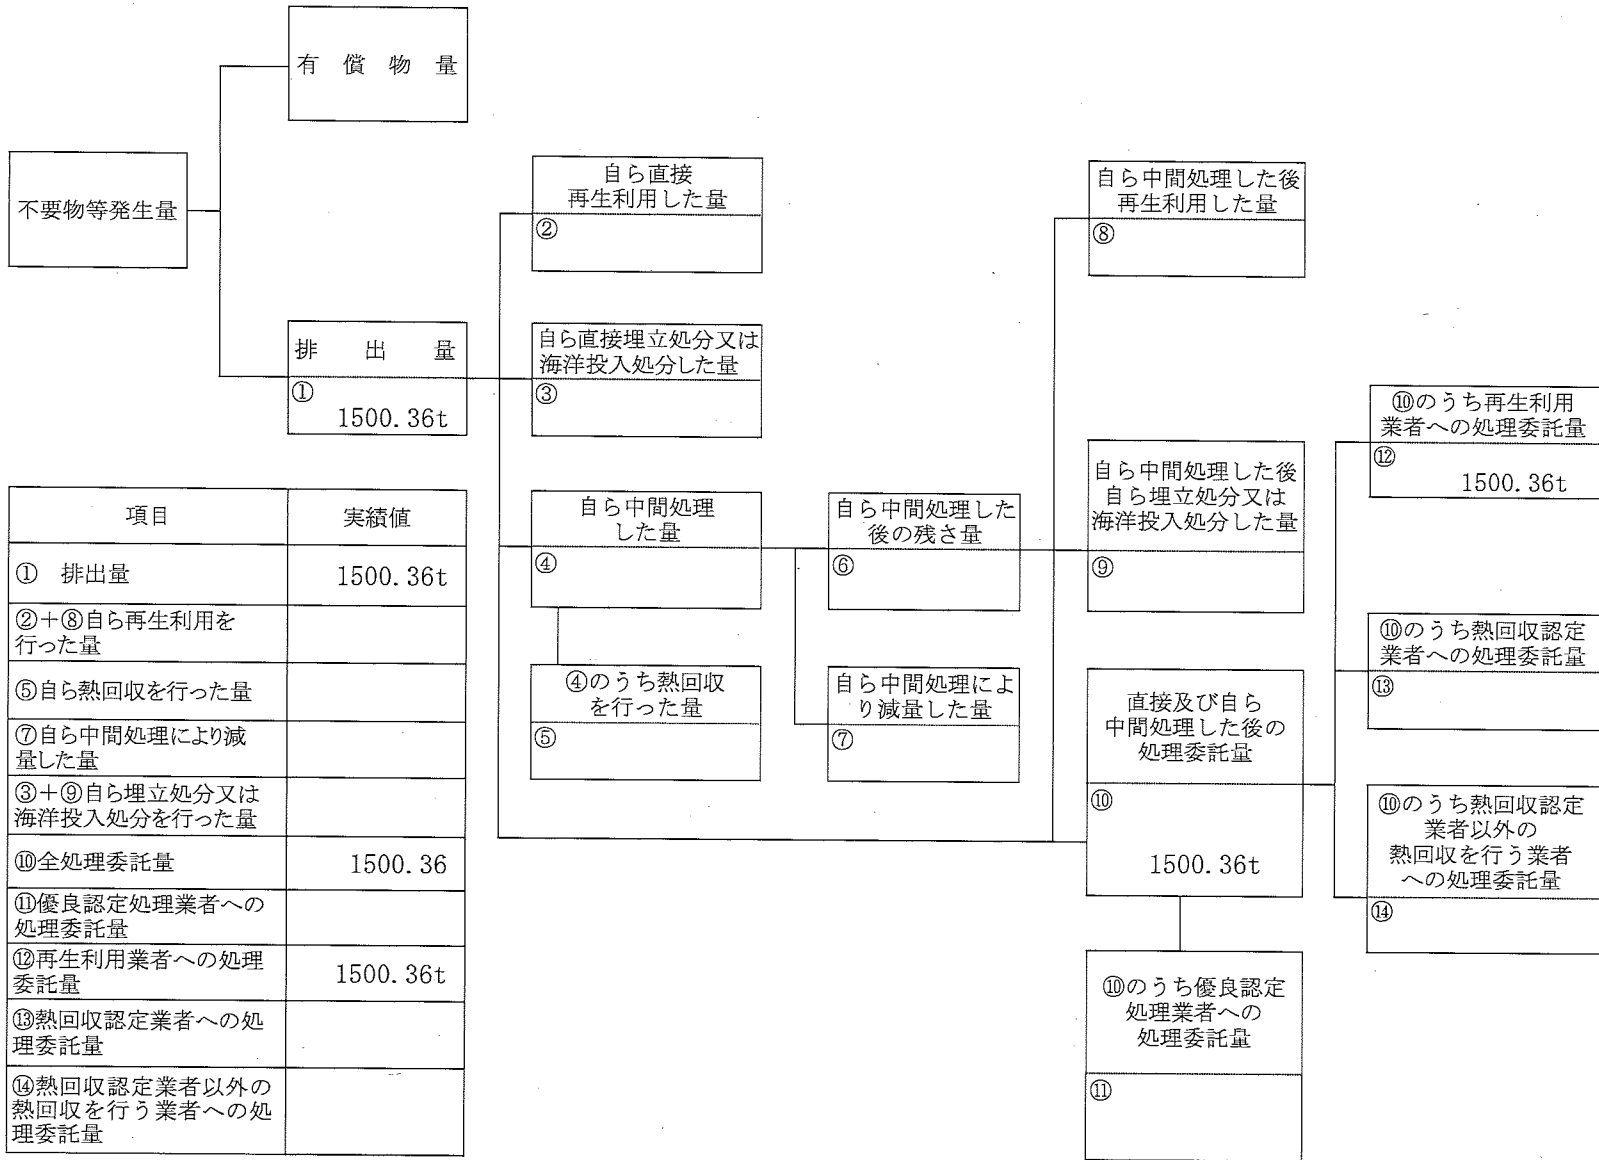 有償物量
不要物等発生量
排出量
①
1500.36t
自ら直接
再生利用した量
②
自ら直接埋立処分又は
海洋投入処分した量
③
自ら中間処理
した量
④
④のうち熱回収
を行った量
⑤
自ら中間処理した
後の残さ量
⑥
自ら中間処理によ
り減量した量
⑦
自ら中間処理した後
再生利用した量
⑧
自ら中間処理した後
自ら埋立処分又は
海洋投入処分した量
⑨
直接及び自ら
中間処理した後の
処理委託量
⑩
1500.36t
⑩のうち優良認定
処理業者への
処理委託量
⑪
⑩のうち再生利用
業者への処理委託量
⑫
1500.36t
⑩のうち熱回収認定
業者への処理委託量
⑬
⑩のうち熱回収認定
業者以外の
熱回収を行う業者
への処理委託量
⑭
項目 実績値
① 排出量 1500.36t
②+⑧自ら再生利用を
行った量
⑤自ら熱回収を行った量
⑦自ら中間処理により減
量した量
③+⑨自ら埋立処分又は
海洋投入処分を行った量
⑩全処理委託量 1500.36
⑪優良認定処理業者への
処理委託量
⑫再生利用業者への処理
委託量 1500.36t
⑬熱回収認定業者への処
理委託量
⑭熱回収認定業者以外の
熱回収を行う業者への処
理委託量